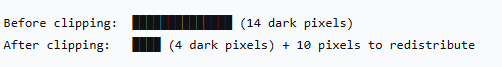 Before clipping: ██████████████ (14 dark pixels)
After clipping: ████ (4 dark pixels) + 10 pixels to redistribute